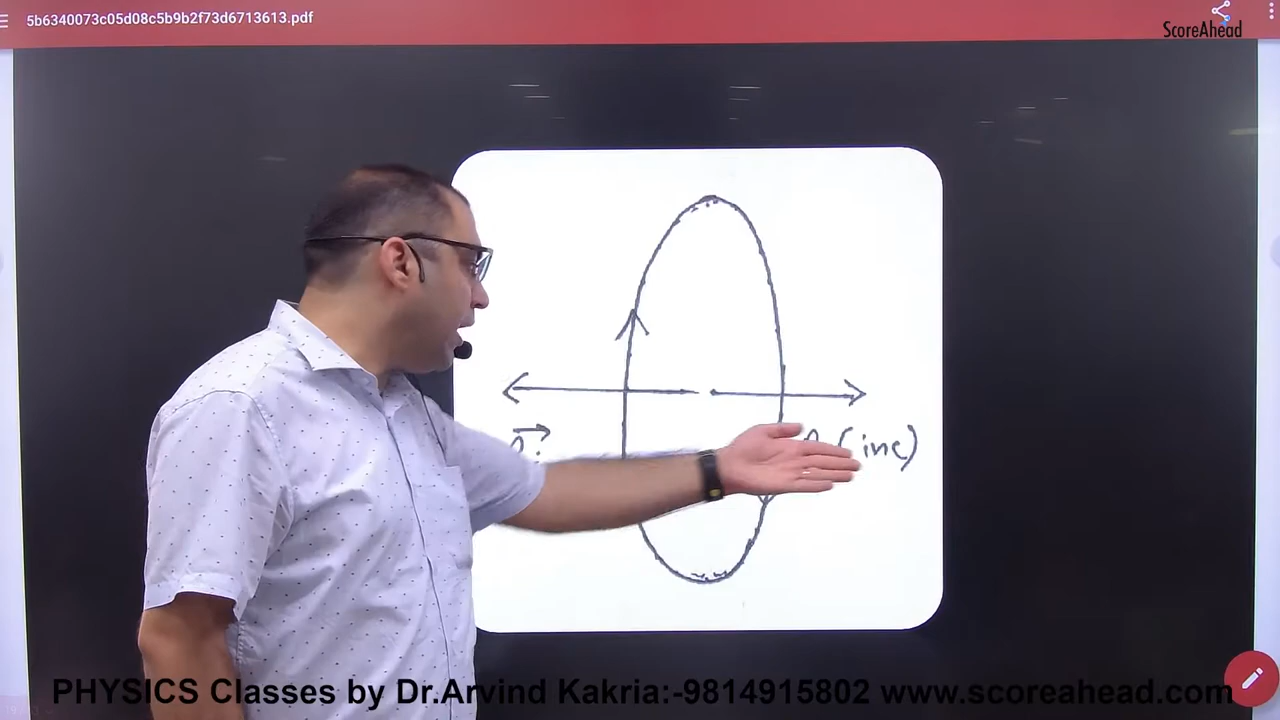 5b6340073c05d08c5b9b2f73d6713613.pdf
ScoreAhead
(inc)
PHYSICS Classes by Dr.Arvind Kakria:-9814915802 www.scoreahead.com